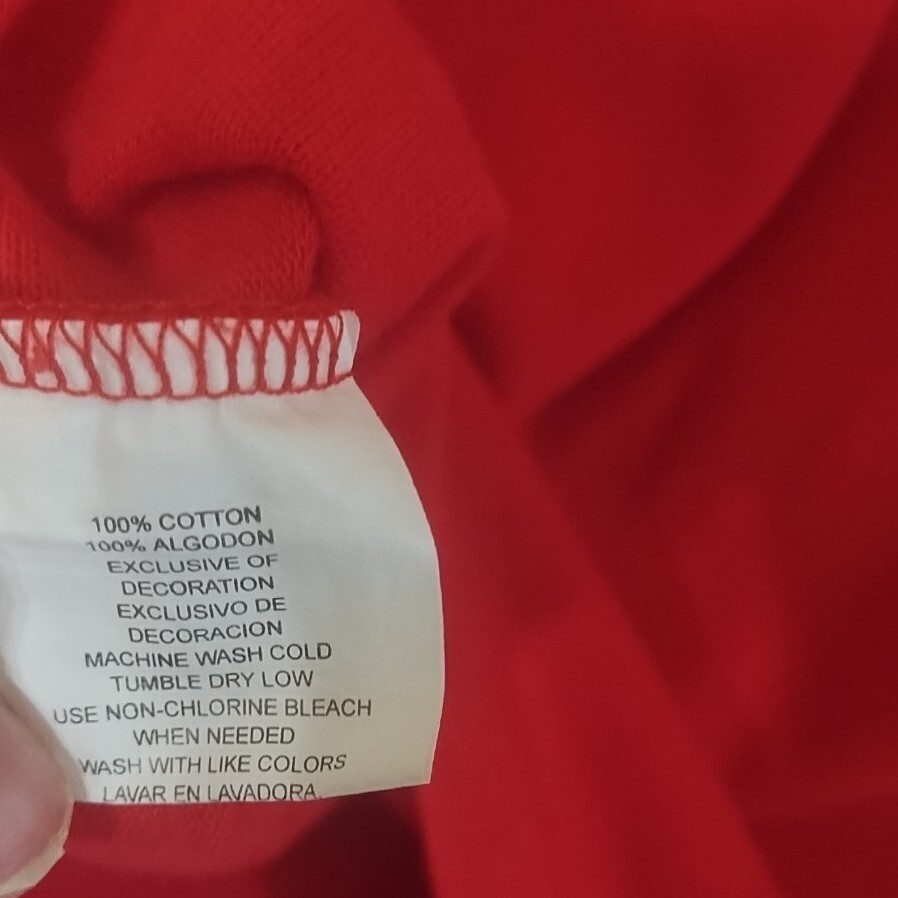 100% COTTON
100% ALGODON
EXCLUSIVE OF
DECORATION
EXCLUSIVO DE
DECORACION
MACHINE WASH COLD
TUMBLE DRY LOW
USE NON-CHLORINE BLEACH
WHEN NEEDED
WASH WITH LIKE COLORS
LAVAR EN LAVADORA